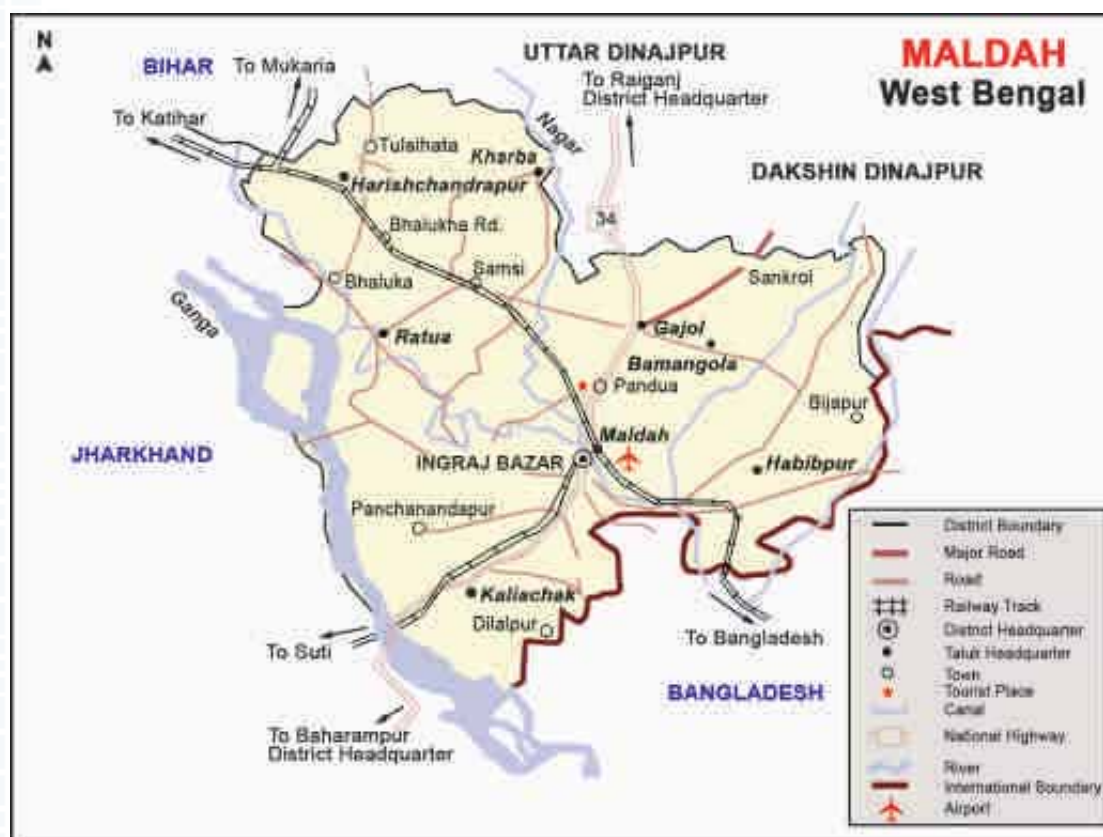 N
A
BIHAR
To Mukaria
UTTAR DINAJPUR
To Raiganj
District Headquarter
MALDAH
West Bengal
To Katihar
Nagar
Tulsihata
Kharba
Harishchandrapur
DAKSHIN DINAJPUR
34
Bhalukha Rd.
Samsi
Sankrol
Bhaluka
Ganga
Ratua
Gajol
Bamangola
Pandua
Bijapur
JHARKHAND
Maldah
INGRAJ BAZAR
Habibpur
Panchanandapur
Kaliachak
Dilalpur
To Suti
To Bangladesh
BANGLADESH
To Baharampur
District Headquarter
District Boundary
Major Road
Road
Railway Track
District Headquarter
Taluk Headquarter
Town
Tourist Place
Canal
National Highway
River
International Boundary
Airport